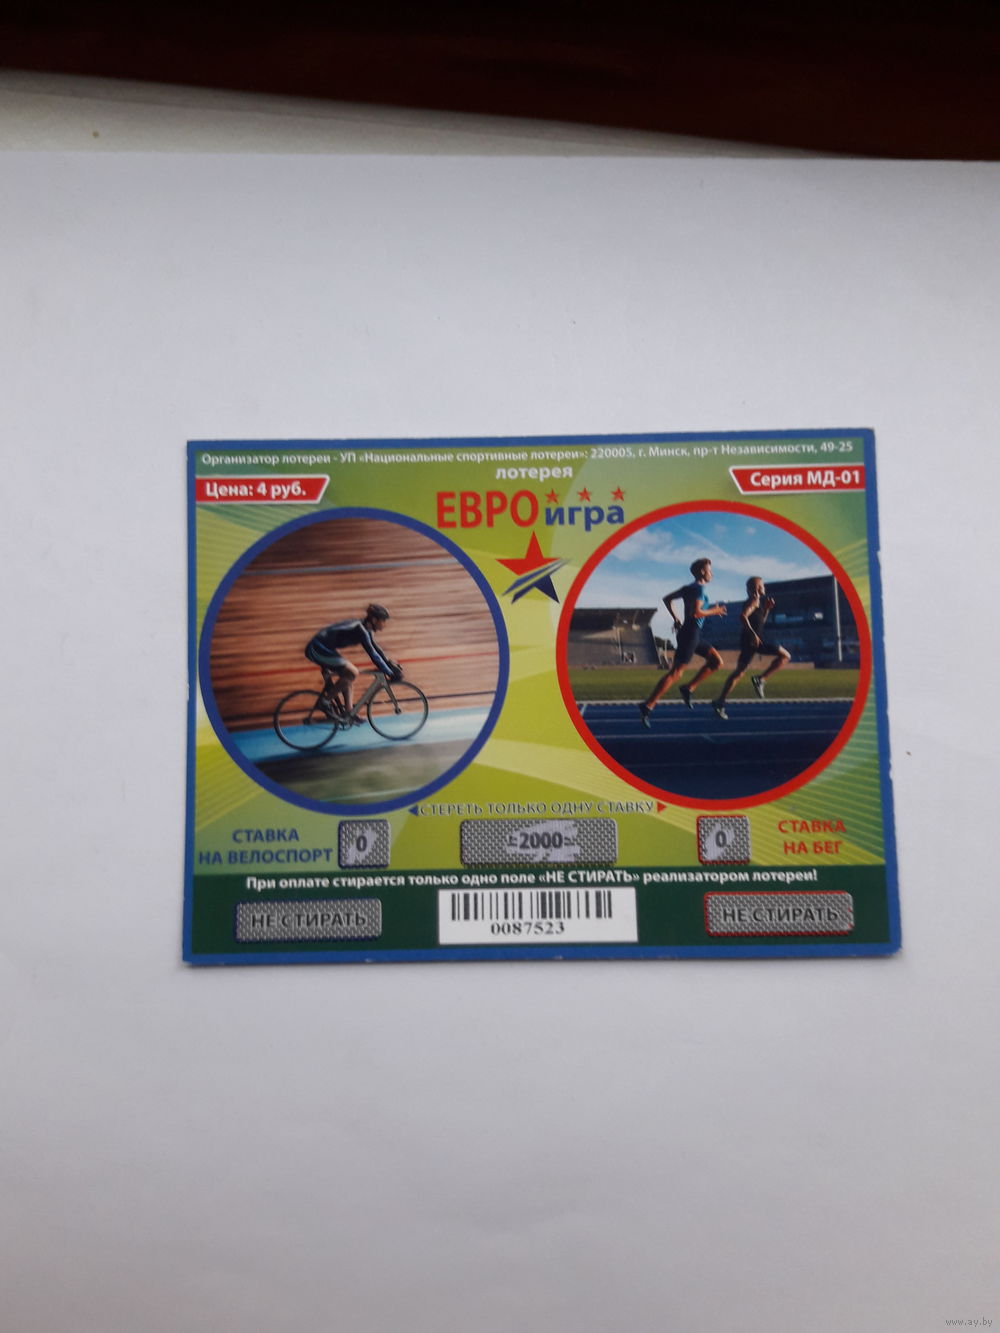 Организатор лотереи - УП «Национальные спортивные лотереи»: 220005, г. Минск, пр-т Независимости, 49-25
лотерея
Цена: 4 руб.
Серия МД-01
ЕВРО игра
СТЕРЕТЬ ТОЛЬКО ОДНУ СТАВКУ
СТАВКА
НА ВЕЛОСПОРТ
0
=2000=
0
СТАВКА
НА БЕГ
При оплате стирается только одно поле «НЕ СТИРАТЬ» реализатором лотереи!
НЕ СТИРАТЬ
0087523
НЕ СТИРАТЬ
www.ay.by